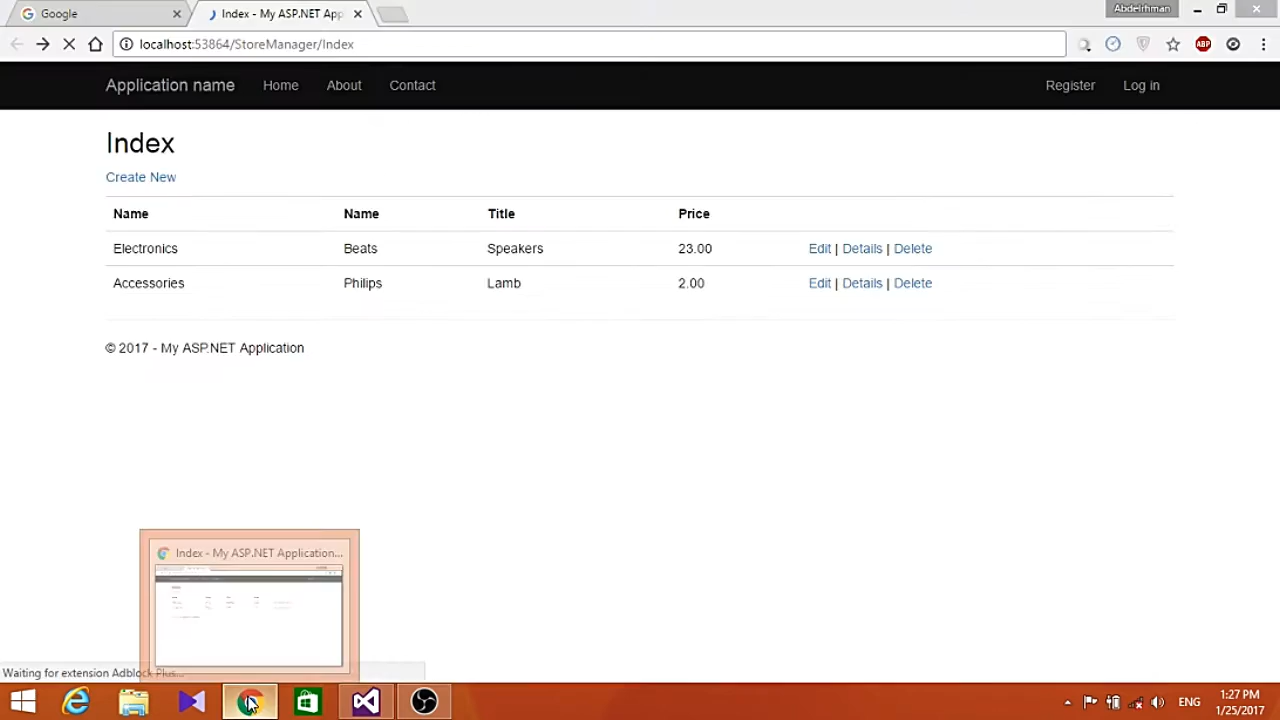 Google
Index - My ASP.NET App
Abdelrhman
localhost:53864/StoreManager/Index
ABP
Application name Home About Contact Register Log in
Index
Create New
Name Name Title Price
Electronics Beats Speakers 23.00 Edit | Details | Delete
Accessories Philips Lamb 2.00 Edit | Details | Delete
© 2017 - My ASP.NET Application
Index - My ASP.NET Application...
Waiting for extension Adblock Plus...
ENG
1:27 PM
1/25/2017